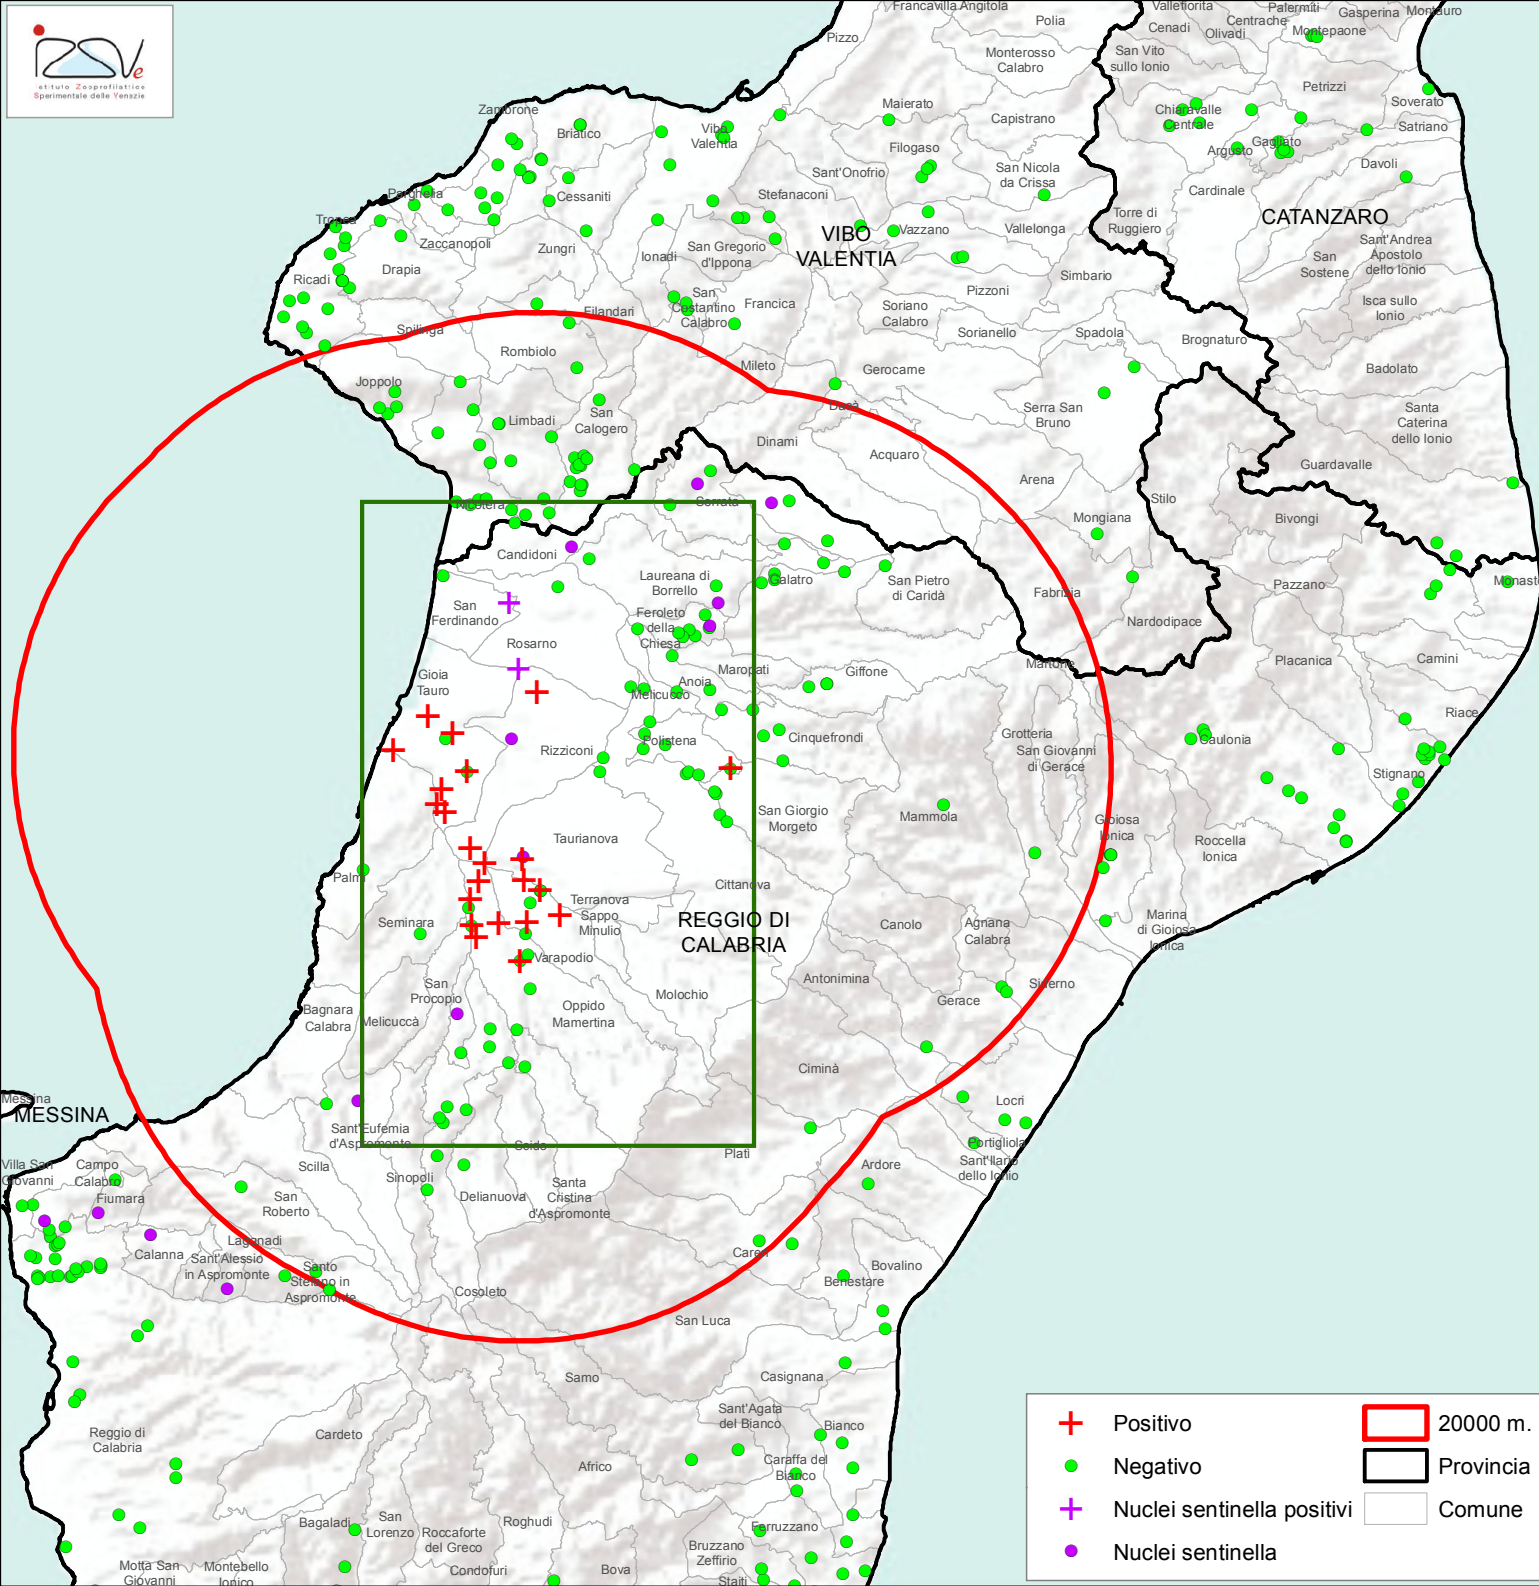 Istituto Zooprofilattico
Sperimentale delle Venezie
Francavilla Angitola
Polia
Pizzo
Monterosso
Calabro
Vallefiorita
Palermiti
Centrache
Cenadi
Olivadi
Gasperina
Montauro
Montepaone
San Vito
sullo Ionio
Petrizzi
Soverato
Satriano
Chiaravalle
Centrale
Gagliato
Argusto
Davoli
Cardinale
Torre di
Ruggiero
CATANZARO
Sant'Andrea
Apostolo
dello Ionio
San
Sostene
Isca sullo
Ionio
Badolato
Santa
Caterina
dello Ionio
Guardavalle
Zambrone
Briatico
Vibo
Valentia
Maierato
Capistrano
Filogaso
Sant'Onofrio
San Nicola
da Crissa
Stefanaconi
Cessaniti
Parghelia
Tropea
Zaccanopoli
Zungri
Ionadi
San Gregorio
d'Ippona
VIBO
VALENTIA
Vazzano
Vallelonga
Simbario
Pizzoni
Drapia
Ricadi
San
Costantino
Calabro
Francica
Soriano
Calabro
Sorianello
Spadola
Brognaturo
Filandari
Spilinga
Rombiolo
Mileto
Gerocarne
Joppolo
Limbadi
San
Calogero
Dasà
Dinami
Acquaro
Serra San
Bruno
Arena
Stilo
Mongiana
Bivongi
Nicotera
Serrata
Candidoni
Laureana di
Borrello
Galatro
San Pietro
di Caridà
Fabrizia
Pazzano
Nardodipace
San
Ferdinando
Feroleto
della
Chiesa
Rosarno
Maropati
Giffone
Martone
Placanica
Camini
Gioia
Tauro
Anoia
Melicucco
Riace
Rizziconi
Polistena
Cinquefrondi
Grotteria
San Giovanni
di Gerace
Caulonia
Stignano
San Giorgio
Morgeto
Mammola
Gioiosa
Ionica
Roccella
Ionica
Taurianova
Palmi
Cittanova
Terranova
Sappo
Minulio
REGGIO DI
CALABRIA
Seminara
Canolo
Agnana
Calabra
Marina
di Gioiosa
Ionica
Varapodio
Antonimina
Siderno
San
Procopio
Molochio
Gerace
Oppido
Mamertina
Bagnara
Calabra
Melicuccà
Ciminà
Messina
MESSINA
Locri
Sant'Eufemia
d'Aspromonte
Portigliola
Sant'Ilario
dello Ionio
Scido
Platì
Ardore
Villa San
Giovanni
Campo
Calabro
Fiumara
Scilla
San
Roberto
Sinopoli
Delianuova
Santa
Cristina
d'Aspromonte
Laganadi
Calanna
Sant'Alessio
in Aspromonte
Santo
Stefano in
Aspromonte
Careri
Bovalino
Benestare
Cosoleto
San Luca
Samo
Casignana
Sant'Agata
del Bianco
Bianco
Reggio di
Calabria
Cardeto
Africo
Caraffa del
Bianco
Bagaladi
San
Lorenzo
Roccaforte
del Greco
Roghudi
Ferruzzano
Bruzzano
Zeffirio
Motta San
Giovanni
Montebello
Ionico
Condofuri
Bova
Staiti
Positivo
20000 m.
Negativo
Provincia
Nuclei sentinella positivi
Comune
Nuclei sentinella